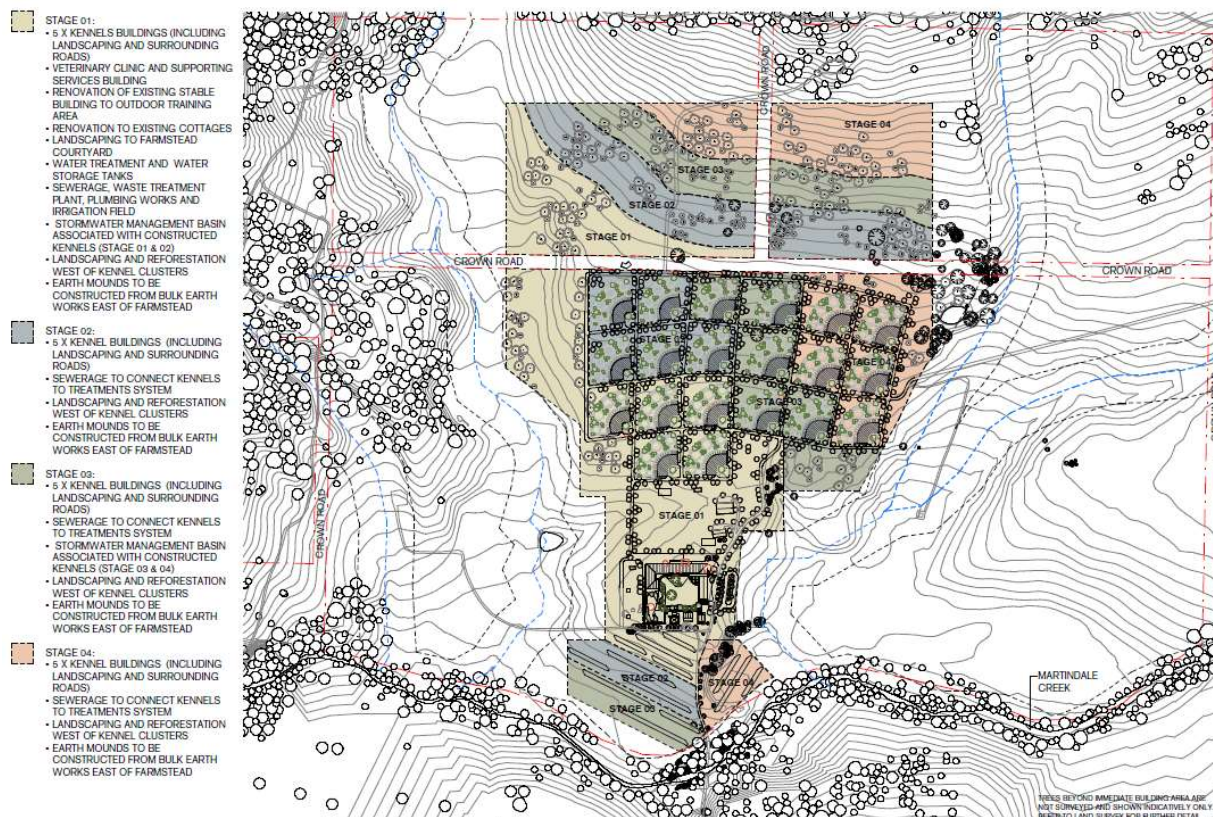 STAGE 01:
• 5 X KENNELS BUILDINGS (INCLUDING
LANDSCAPING AND SURROUNDING
ROADS)
• VETERINARY CLINIC AND SUPPORTING
SERVICES BUILDING
• RENOVATION OF EXISTING STABLE
BUILDING TO OUTDOOR TRAINING
AREA
• RENOVATION TO EXISTING COTTAGES
• LANDSCAPING TO FARMSTEAD
COURTYARD
• WATER TREATMENT AND WATER
STORAGE TANKS
• SEWERAGE, WASTE TREATMENT
PLANT, PLUMBING WORKS AND
IRRIGATION FIELD
• STORMWATER MANAGEMENT BASIN
ASSOCIATED WITH CONSTRUCTED
KENNELS (STAGE 01 & 02)
• LANDSCAPING AND REFORESTATION
WEST OF KENNEL CLUSTERS
• EARTH MOUNDS TO BE
CONSTRUCTED FROM BULK EARTH
WORKS EAST OF FARMSTEAD
STAGE 02:
• 5 X KENNEL BUILDINGS (INCLUDING
LANDSCAPING AND SURROUNDING
ROADS)
• SEWERAGE TO CONNECT KENNELS
TO TREATMENTS SYSTEM
• LANDSCAPING AND REFORESTATION
WEST OF KENNEL CLUSTERS
• EARTH MOUNDS TO BE
CONSTRUCTED FROM BULK EARTH
WORKS EAST OF FARMSTEAD
STAGE 03:
• 5 X KENNEL BUILDINGS (INCLUDING
LANDSCAPING AND SURROUNDING
ROADS)
• SEWERAGE TO CONNECT KENNELS
TO TREATMENTS SYSTEM
• STORMWATER MANAGEMENT BASIN
ASSOCIATED WITH CONSTRUCTED
KENNELS (STAGE 03 & 04)
• LANDSCAPING AND REFORESTATION
WEST OF KENNEL CLUSTERS
• EARTH MOUNDS TO BE
CONSTRUCTED FROM BULK EARTH
WORKS EAST OF FARMSTEAD
STAGE 04:
• 5 X KENNEL BUILDINGS (INCLUDING
LANDSCAPING AND SURROUNDING
ROADS)
• SEWERAGE TO CONNECT KENNELS
TO TREATMENTS SYSTEM
• LANDSCAPING AND REFORESTATION
WEST OF KENNEL CLUSTERS
• EARTH MOUNDS TO BE
CONSTRUCTED FROM BULK EARTH
WORKS EAST OF FARMSTEAD
CROWN ROAD
STAGE 04
STAGE 03
STAGE 02
STAGE 01
CROWN ROAD
CROWN ROAD
STAGE 02
STAGE 04
STAGE 03
STAGE 01
CROWN ROAD
STAGE 02
STAGE 04
STAGE 03
MARTINDALE
CREEK
TREES BEYOND IMMEDIATE BUILDING AREA ARE
NOT SURVEYED AND SHOWN INDICATIVELY ONLY.
REFER TO LAND SURVEY FOR FURTHER DETAIL